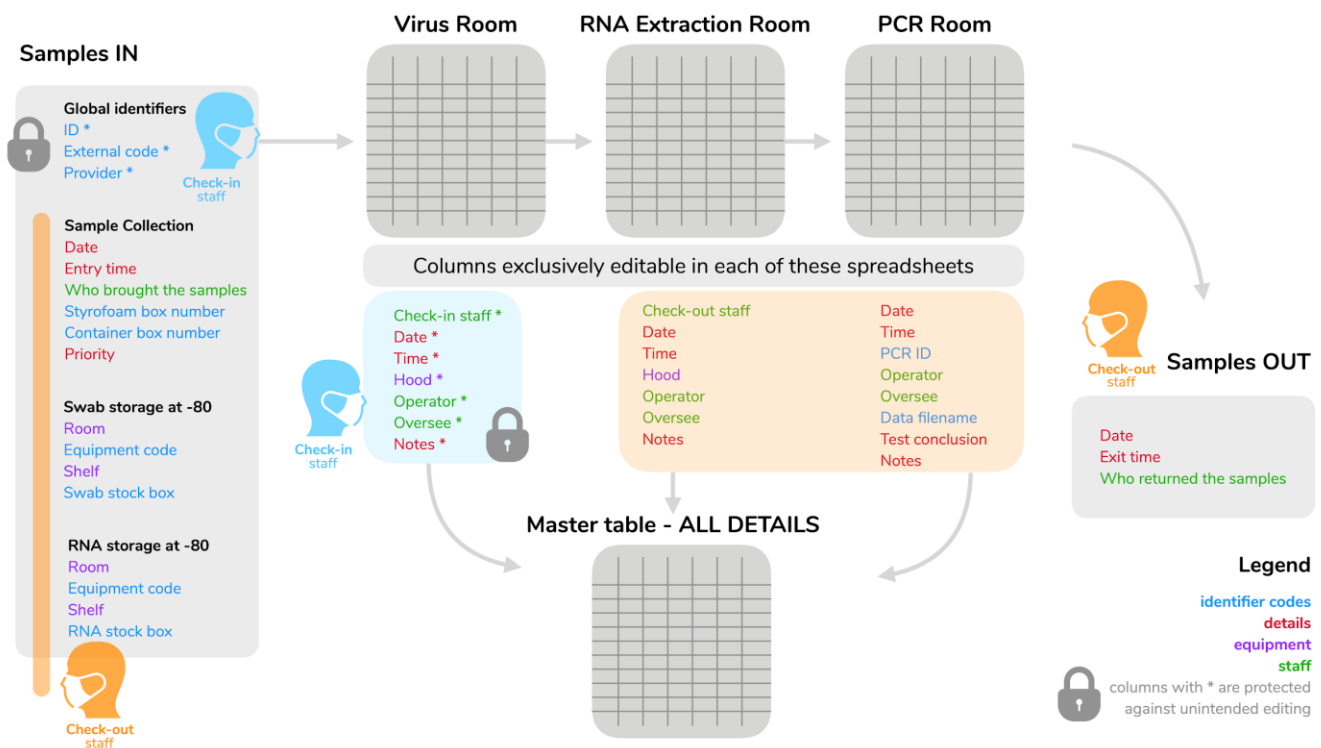 Samples IN
Global identifiers
ID *
External code *
Provider *
Check-in
staff
Sample Collection
Date
Entry time
Who brought the samples
Styrofoam box number
Container box number
Priority
Swab storage at -80
Room
Equipment code
Shelf
Swab stock box
RNA storage at -80
Room
Equipment code
Shelf
RNA stock box
Check-out
staff
Virus Room
RNA Extraction Room
PCR Room
Columns exclusively editable in each of these spreadsheets
Check-in staff *
Date *
Time *
Hood *
Operator *
Oversee *
Notes *
Check-in
staff
Check-out staff
Date
Time
Hood
Operator
Oversee
Notes
Date
Time
PCR ID
Operator
Oversee
Data filename
Test conclusion
Notes
Master table - ALL DETAILS
Check-out
staff
Samples OUT
Date
Exit time
Who returned the samples
Legend
identifier codes
details
equipment
staff
columns with * are protected
against unintended editing